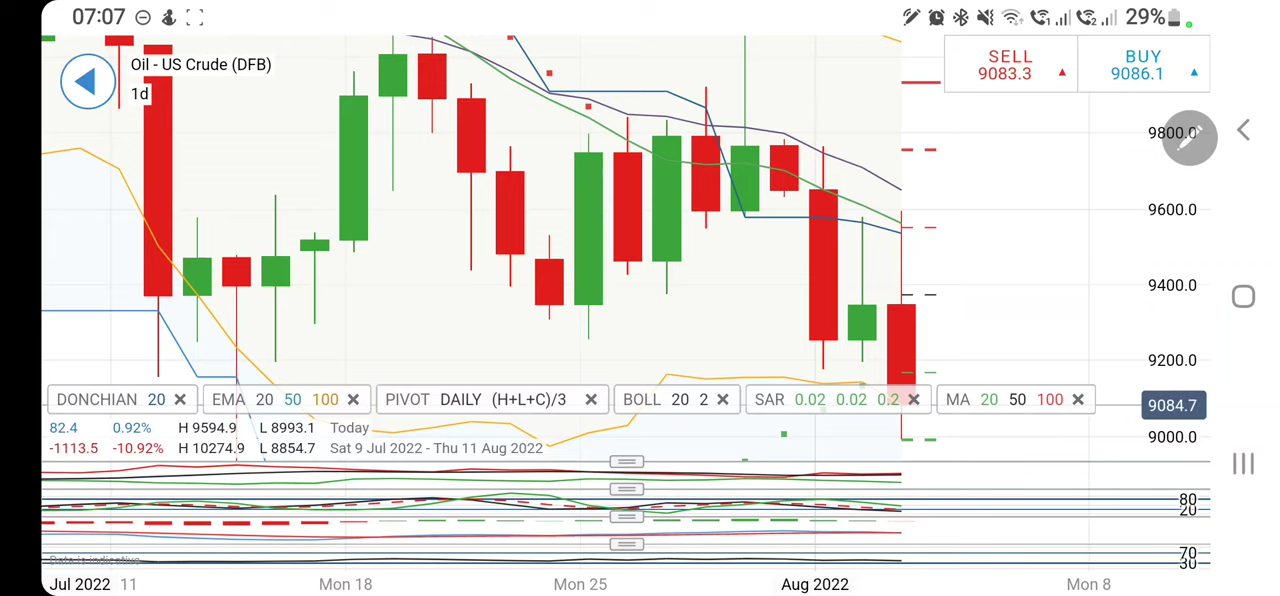 07:07 29%
Oil - US Crude (DFB)
1d
SELL BUY
9083.3 9086.1
9800.0
9600.0
9400.0
9200.0
DONCHIAN 20 EMA 20 50 100 PIVOT DAILY (H+L+C)/3 BOLL 20 2 SAR 0.02 0.02 0.2 MA 20 50 100
9084.7
82.4 0.92% H 9594.9 L 8993.1 Today
9000.0
-1113.5 -10.92% H 10274.9 L 8854.7 Sat 9 Jul 2022 - Thu 11 Aug 2022
80
20
70
Data is indicative
30
Jul 2022 11 Mon 18 Mon 25 Aug 2022 Mon 8